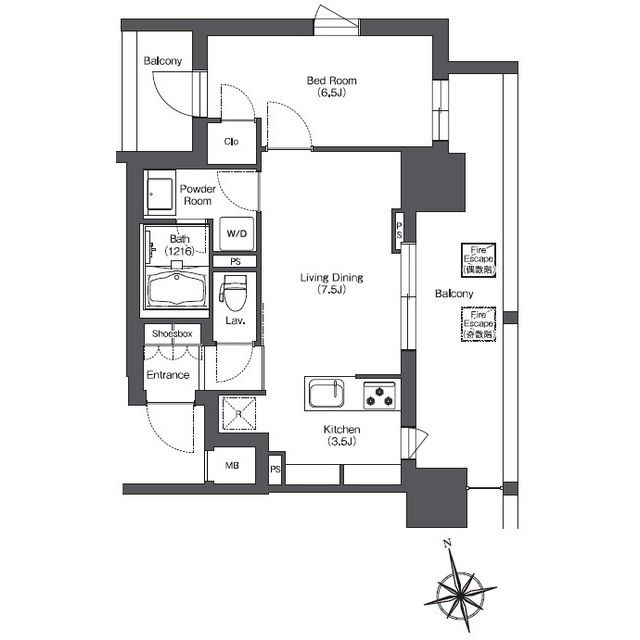 Balcony
Bed Room
(6.5J)
Clo
Powder
Room
W/D
PS
Bath
(1216)
PS
Living Dining
(7.5J)
Fire
Escape
(偶数階)
Balcony
Fire
Escape
(奇数階)
Lav.
Shoesbox
Entrance
R
Kitchen
(3.5J)
MB
PS
N